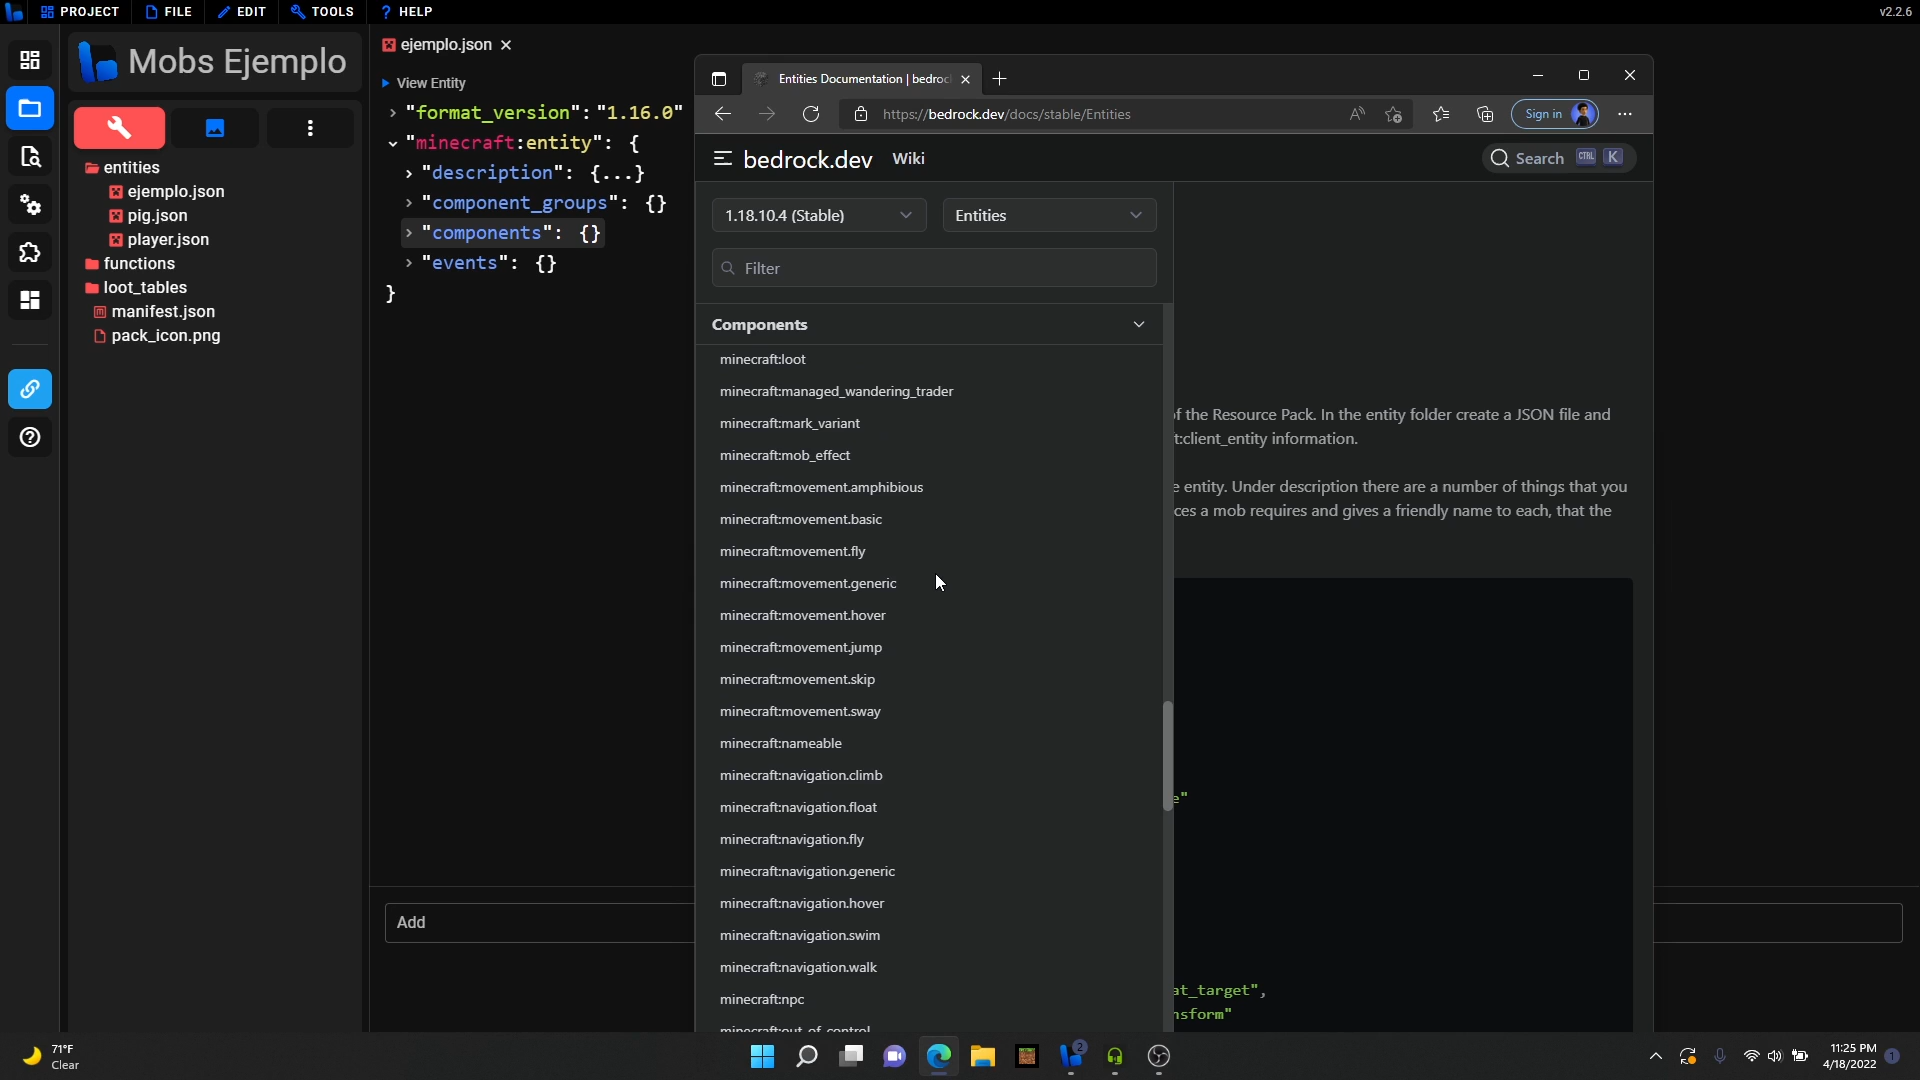 PROJECT FILE EDIT TOOLS HELP v2.2.6
Mobs Ejemplo
entities
ejemplo.json
pig.json
player.json
functions
loot_tables
manifest.json
pack_icon.png
ejemplo.json
View Entity
"format_version": "1.16.0"
"minecraft:entity": {
"description": {...}
"component_groups": {}
"components": {}
"events": {}
}
Add
Entities Documentation | bedroc
https://bedrock.dev/docs/stable/Entities
Sign in
bedrock.dev Wiki
Search CTRL K
1.18.10.4 (Stable) Entities
Filter
Components
minecraft:loot
minecraft:managed_wandering_trader
minecraft:mark_variant
minecraft:mob_effect
minecraft:movement.amphibious
minecraft:movement.basic
minecraft:movement.fly
minecraft:movement.generic
minecraft:movement.hover
minecraft:movement.jump
minecraft:movement.skip
minecraft:movement.sway
minecraft:nameable
minecraft:navigation.climb
minecraft:navigation.float
minecraft:navigation.fly
minecraft:navigation.generic
minecraft:navigation.hover
minecraft:navigation.swim
minecraft:navigation.walk
minecraft:npc
minecraft:out_of_control
of the Resource Pack. In the entity folder create a JSON file and
t:client_entity information.
e entity. Under description there are a number of things that you
ces a mob requires and gives a friendly name to each, that the
e"
at_target",
nsform"
71°F
Clear
2
11:25 PM
4/18/2022
1